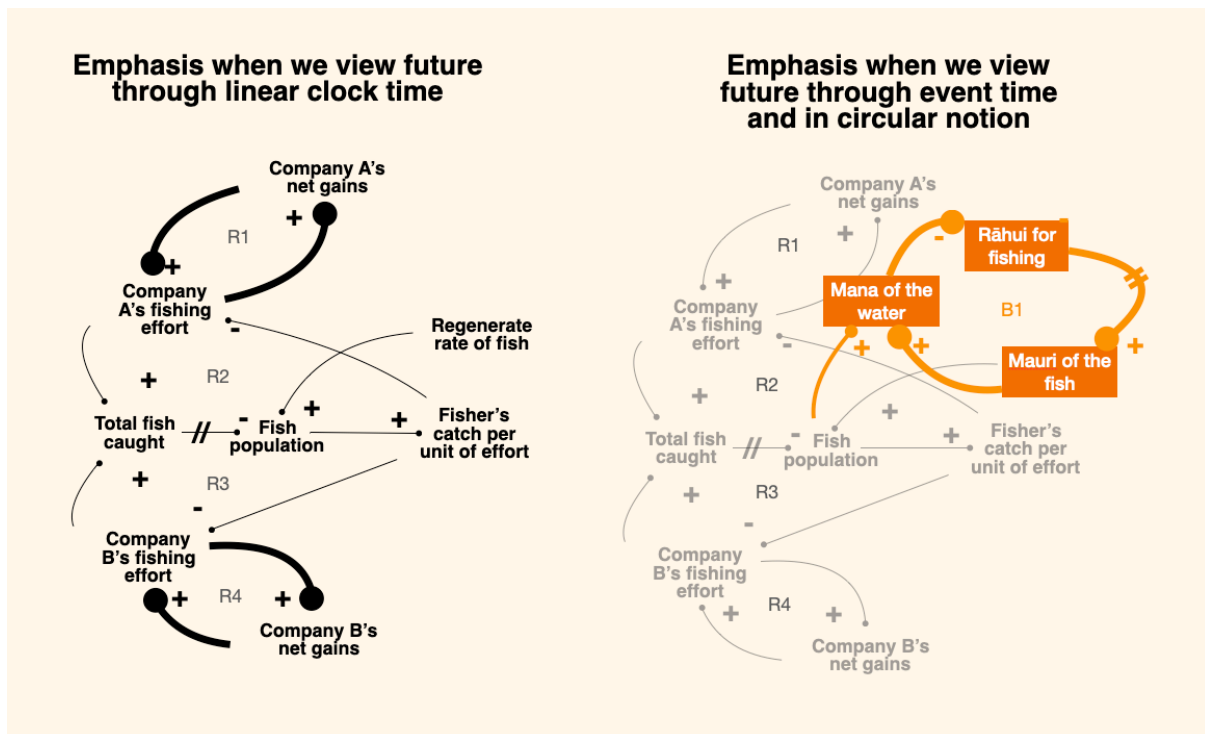 Emphasis when we view future
through linear clock time
Company A's
net gains
+
R1
+
Company
A's fishing
effort
-
Regenerate
rate of fish
+
R2
+
Total fish
caught
//
-
Fish
population
+
Fisher's
catch per
unit of effort
+
R3
-
Company
B's fishing
effort
+
R4
+
Company B's
net gains
Emphasis when we view
future through event time
and in circular notion
Company A's
net gains
+
R1
+
Company
A's fishing
effort
-
Rāhui for
fishing
-
-
Mana of the
water
B1
+
+
+
Mauri of the
fish
R2
+
+
Total fish
caught
//
-
Fish
population
+
Fisher's
catch per
unit of effort
+
R3
-
Company
B's fishing
effort
+
R4
+
Company B's
net gains